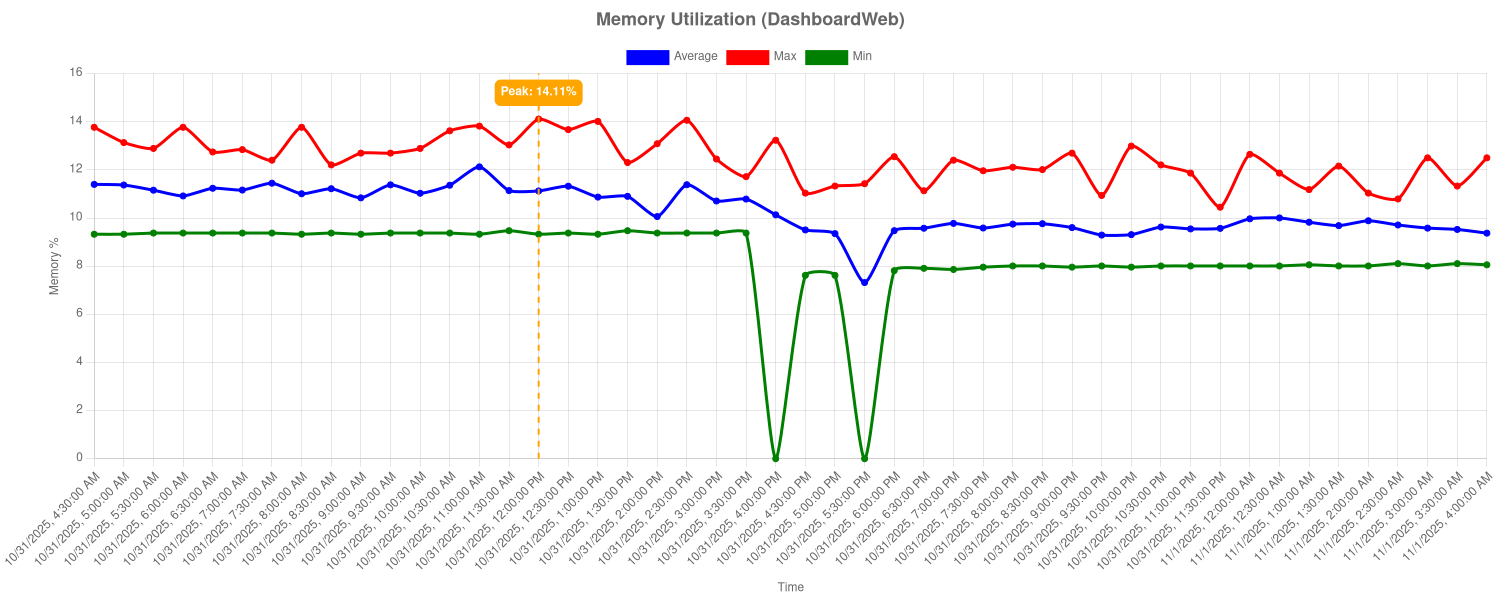 Memory Utilization (DashboardWeb)
Average Max Min
Peak: 14.11%
16
14
12
10
8
6
4
2
0
Memory %
10/31/2025, 4:30:00 AM
10/31/2025, 5:00:00 AM
10/31/2025, 5:30:00 AM
10/31/2025, 6:00:00 AM
10/31/2025, 6:30:00 AM
10/31/2025, 7:00:00 AM
10/31/2025, 7:30:00 AM
10/31/2025, 8:00:00 AM
10/31/2025, 8:30:00 AM
10/31/2025, 9:00:00 AM
10/31/2025, 9:30:00 AM
10/31/2025, 10:00:00 AM
10/31/2025, 10:30:00 AM
10/31/2025, 11:00:00 AM
10/31/2025, 11:30:00 AM
10/31/2025, 12:00:00 PM
10/31/2025, 12:30:00 PM
10/31/2025, 1:00:00 PM
10/31/2025, 1:30:00 PM
10/31/2025, 2:00:00 PM
10/31/2025, 2:30:00 PM
10/31/2025, 3:00:00 PM
10/31/2025, 3:30:00 PM
10/31/2025, 4:00:00 PM
10/31/2025, 4:30:00 PM
10/31/2025, 5:00:00 PM
10/31/2025, 5:30:00 PM
10/31/2025, 6:00:00 PM
10/31/2025, 6:30:00 PM
10/31/2025, 7:00:00 PM
10/31/2025, 7:30:00 PM
10/31/2025, 8:00:00 PM
10/31/2025, 8:30:00 PM
10/31/2025, 9:00:00 PM
10/31/2025, 9:30:00 PM
10/31/2025, 10:00:00 PM
10/31/2025, 10:30:00 PM
10/31/2025, 11:00:00 PM
10/31/2025, 11:30:00 PM
11/1/2025, 12:00:00 AM
11/1/2025, 12:30:00 AM
11/1/2025, 1:00:00 AM
11/1/2025, 1:30:00 AM
11/1/2025, 2:00:00 AM
11/1/2025, 2:30:00 AM
11/1/2025, 3:00:00 AM
11/1/2025, 3:30:00 AM
11/1/2025, 4:00:00 AM
Time